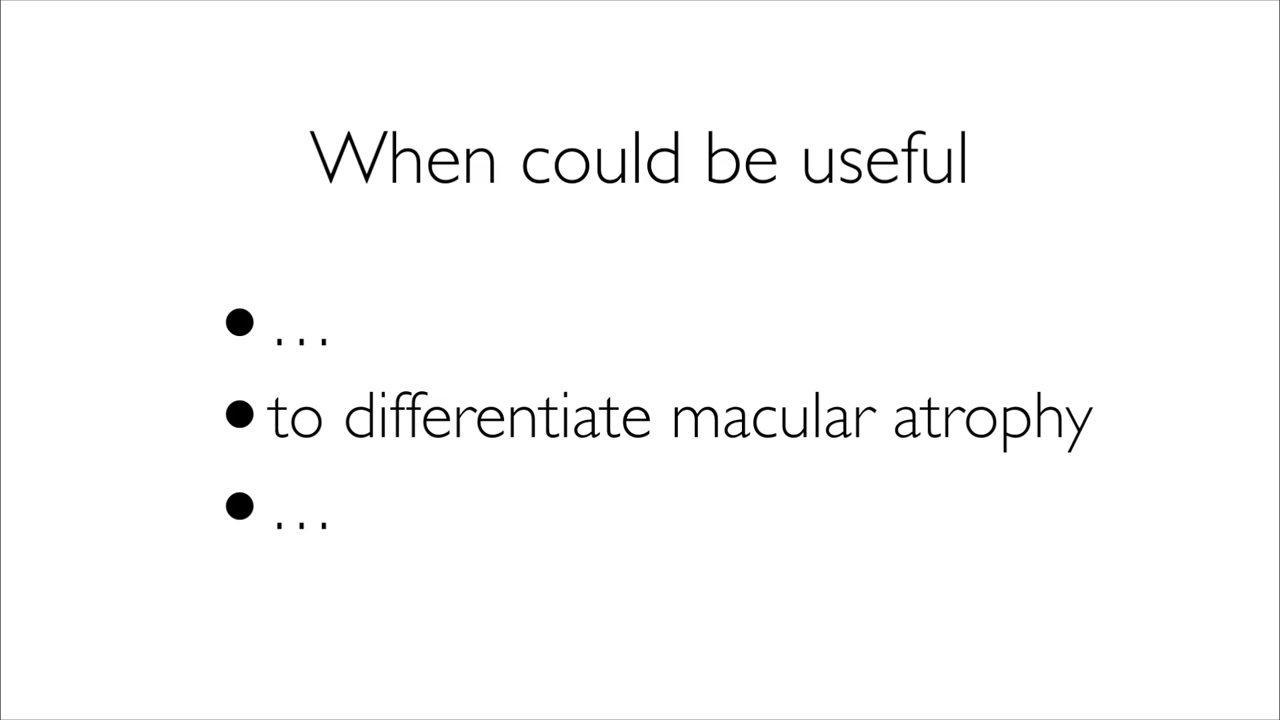 When could be useful
• …
• to differentiate macular atrophy
• …